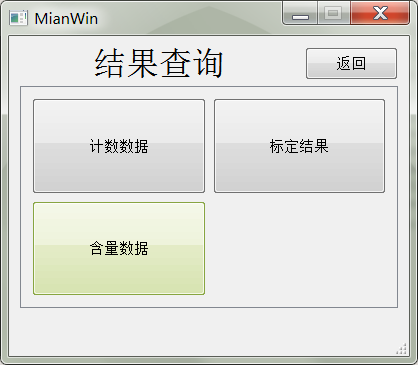 MianWin
结果查询
返回
计数数据
标定结果
含量数据